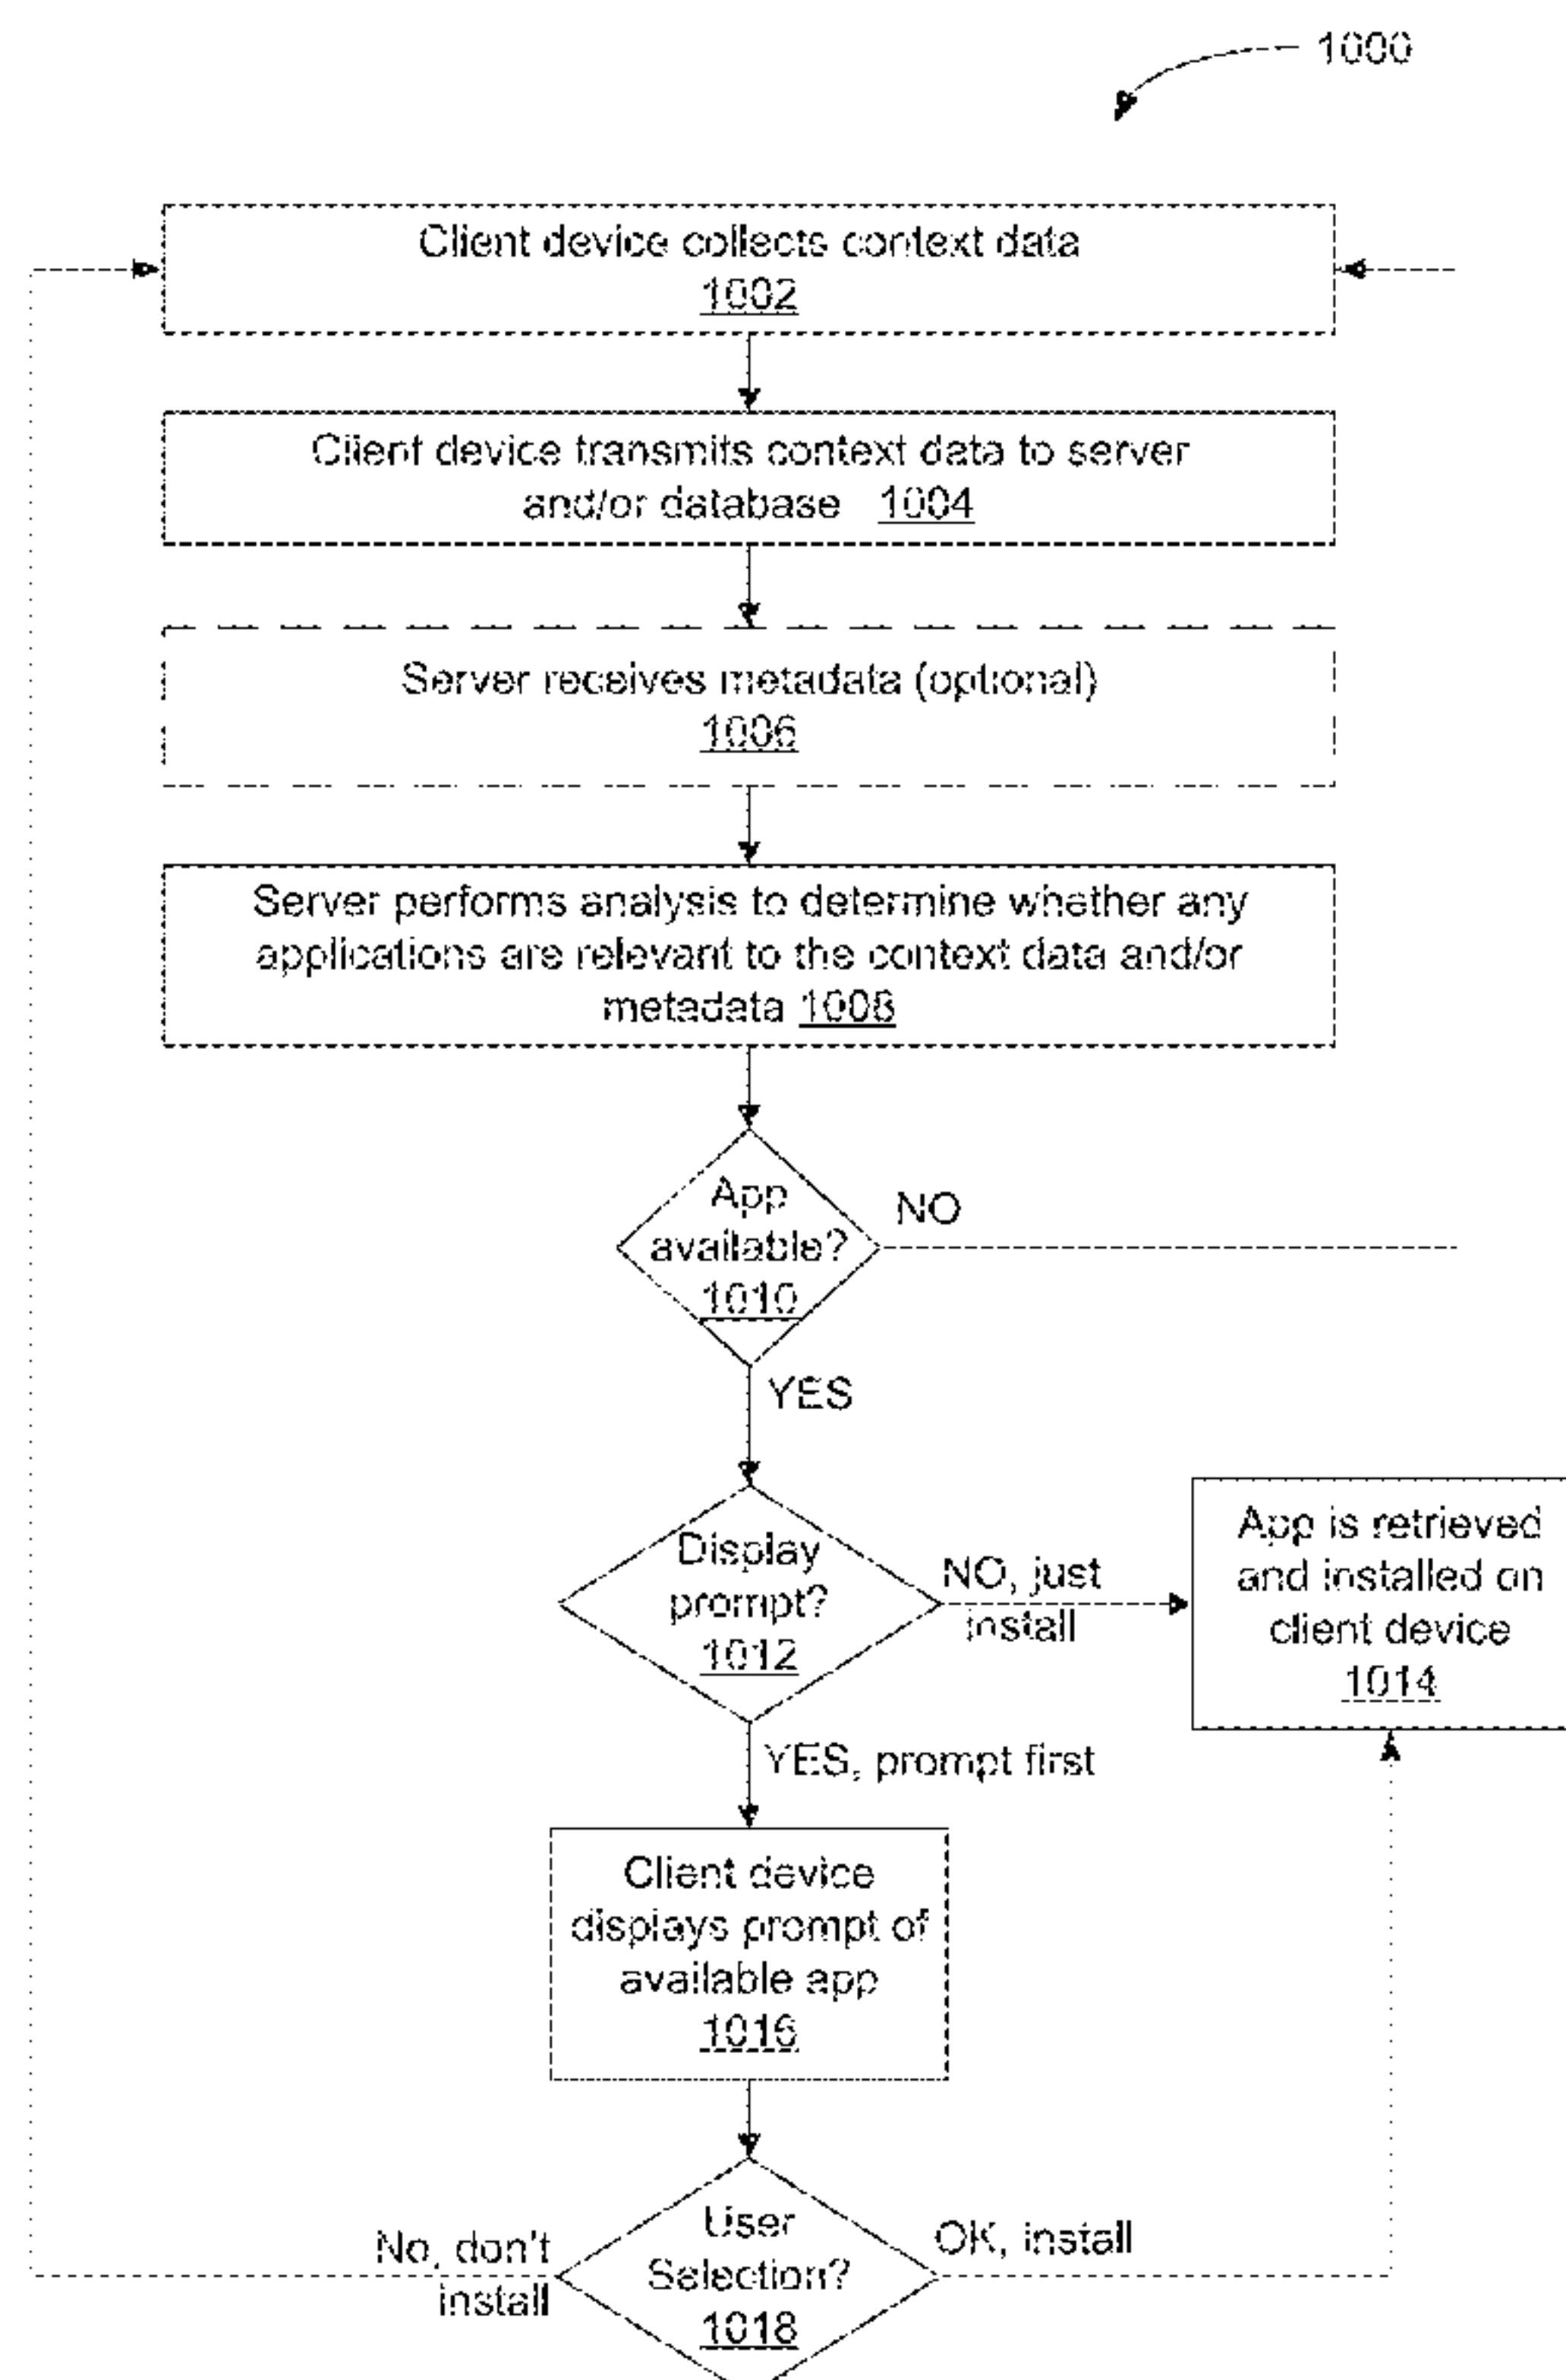 1000
Client device collects context data
1002
Client device transmits context data to server
and/or database 1004
Server receives metadata (optional)
1006
Server performs analysis to determine whether any
applications are relevant to the context data and/or
metadata 1008
App
available?
1010
NO
YES
Display
prompt?
1012
NO, just
install
App is retrieved
and installed on
client device
1014
YES, prompt first
Client device
displays prompt of
available app
1016
User
Selection?
1018
No, don't
install
OK, install